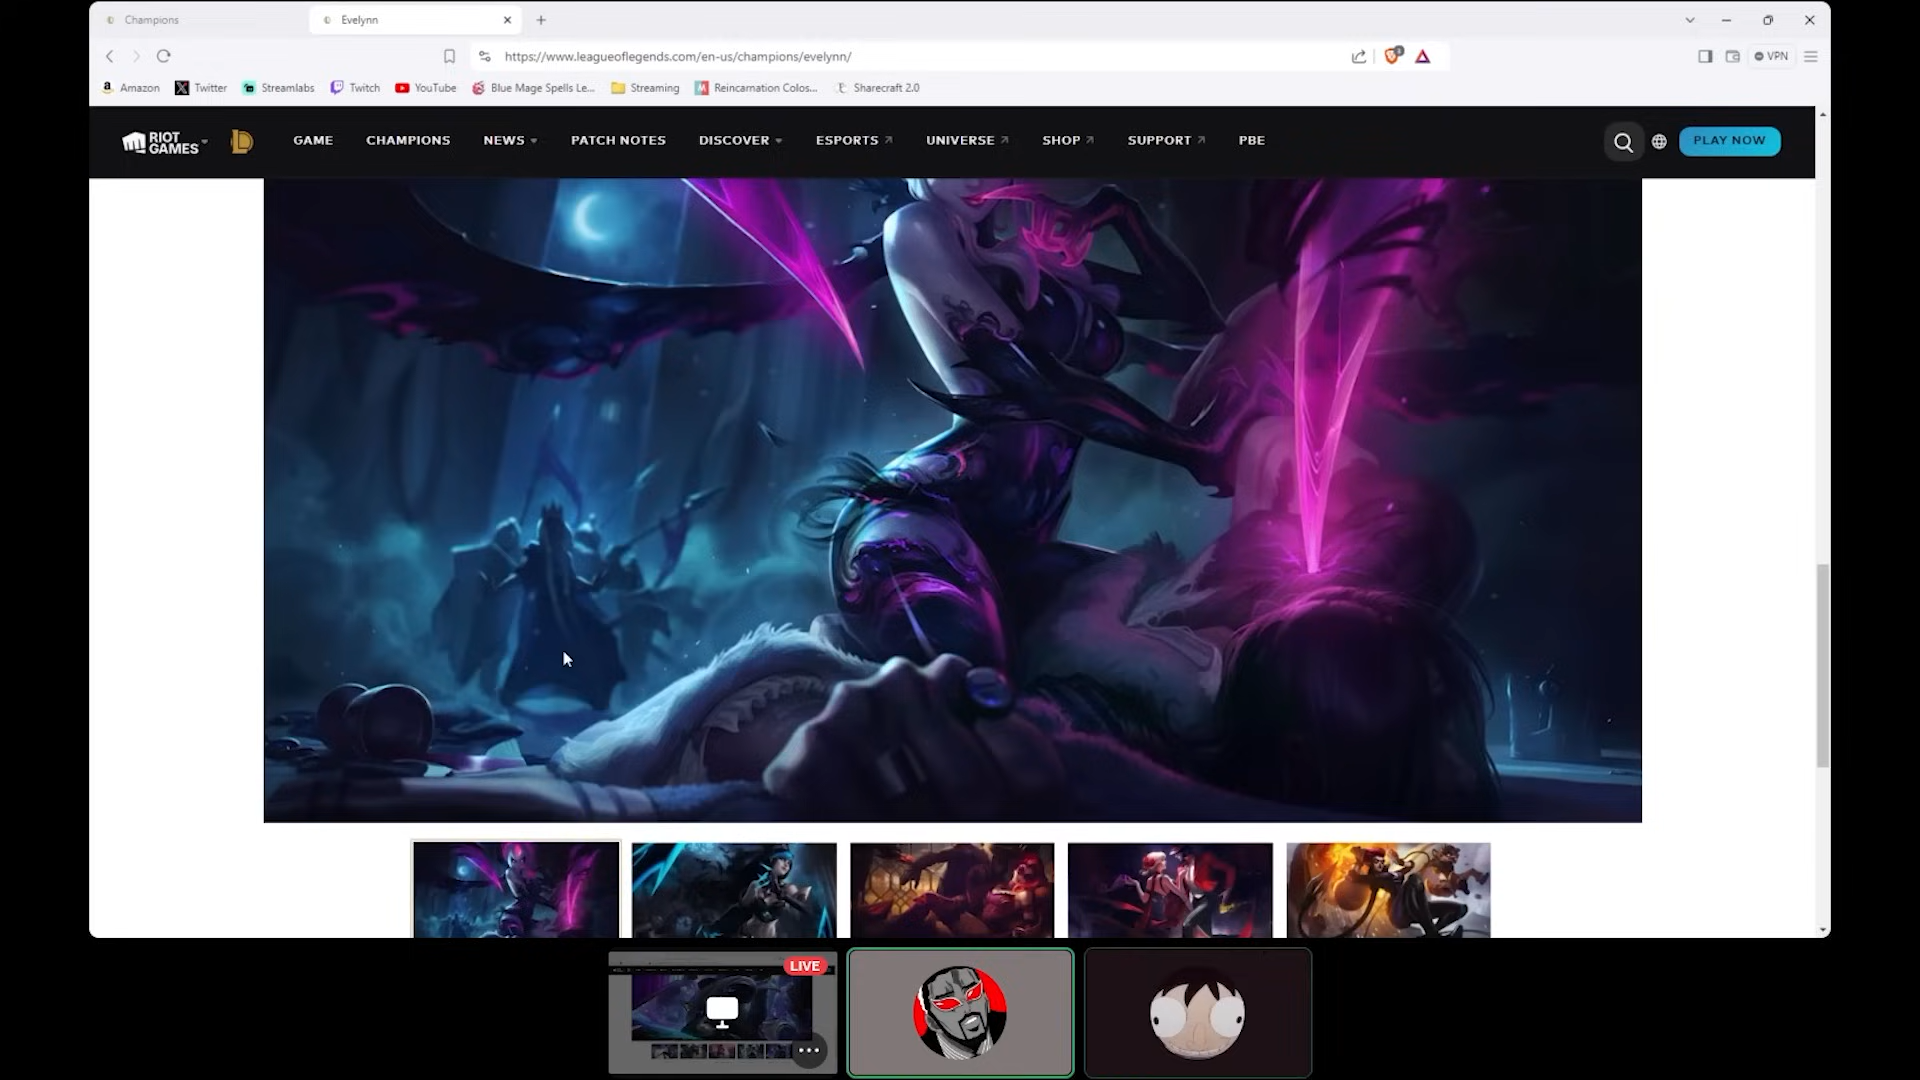 Champions
Evelynn
https://www.leagueoflegends.com/en-us/champions/evelynn/
VPN
Amazon
Twitter
Streamlabs
Twitch
YouTube
Blue Mage Spells Le...
Streaming
Reincarnation Colos...
Sharecraft 2.0
RIOT GAMES
GAME
CHAMPIONS
NEWS
PATCH NOTES
DISCOVER
ESPORTS
UNIVERSE
SHOP
SUPPORT
PBE
PLAY NOW
LIVE